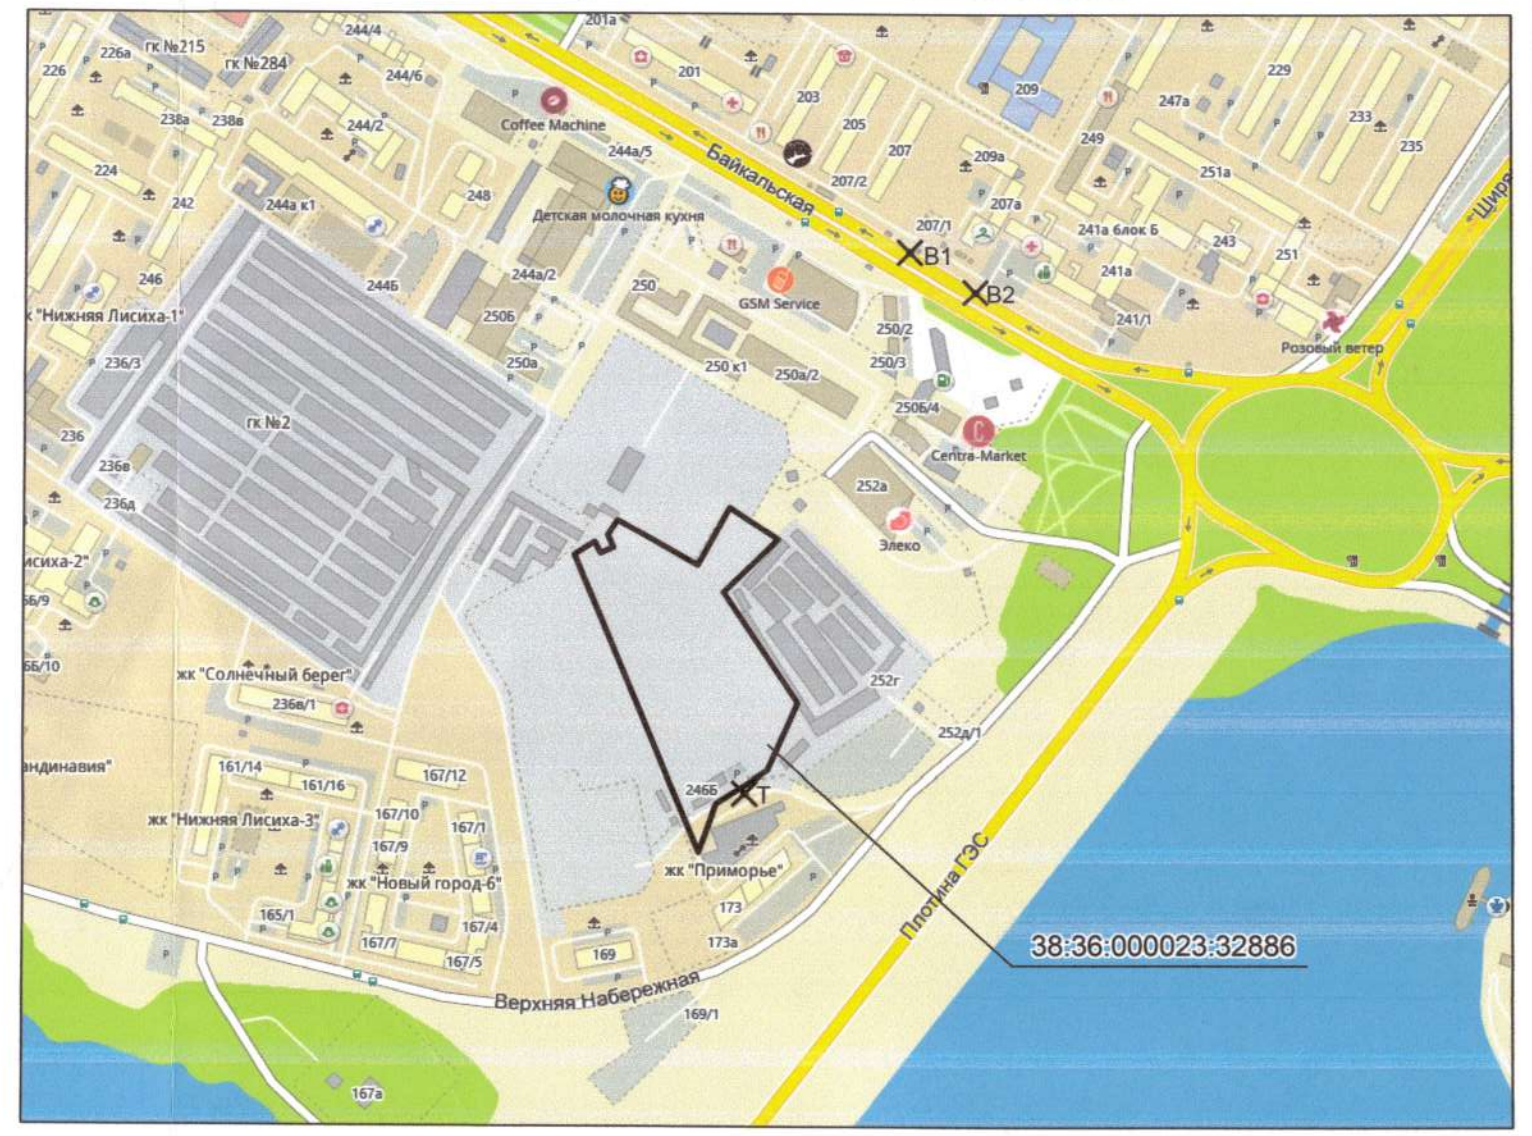 201а
244/4
гк №215
226а
226
гк №284
244/6
201
203
209
229
247а
233
238а
238в
244/2
Coffee Machine
205
249
235
244а/5
207
209а
224
Байкальская
207/2
251а
Ширя
242
244а к1
248
Детская молочная кухня
207а
207/1
241а блок Б
243
251
В1
246
244Б
244а/2
250
241а
GSM Service
В2
к "Нижняя Лисиха-1"
250Б
250/2
241/1
Розовый ветер
236/3
250а
250 к1
250а/2
250/3
250Б/4
гк №2
236
Centra-Market
236в
252а
236д
Элеко
исиха-2"
6Б/9
6Б/10
жк "Солнечный берег"
252г
236в/1
252д/1
андинавия"
161/14
161/16
167/12
246Б
Т
жк "Нижняя Лисиха-3"
167/10
167/1
167/9
жк "Приморье"
жк "Новый город-6"
Плотина ГЭС
173
165/1
167/4
167/7
173а
38:36:000023:32886
167/5
169
Верхняя Набережная
169/1
167а